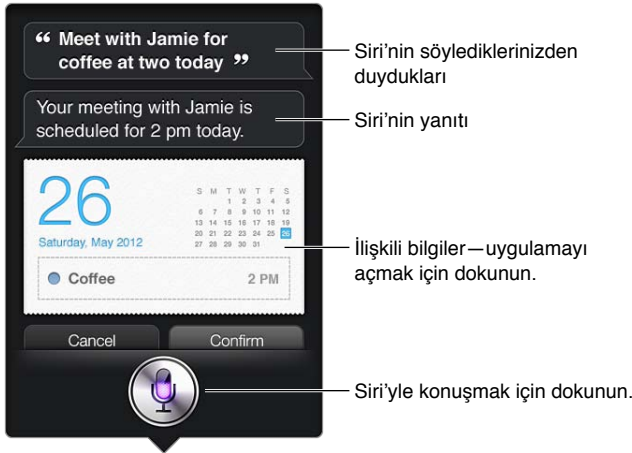 “ Meet with Jamie for
coffee at two today ”
Siri'nin söylediklerinizden
duydukları
Your meeting with Jamie is
scheduled for 2 pm today.
Siri'nin yanıtı
26
Saturday, May 2012
S M T W T F S
1 2 3 4 5
6 7 8 9 10 11 12
13 14 15 16 17 18 19
20 21 22 23 24 25 26
27 28 29 30 31
Coffee 2 PM
İlişkili bilgiler—uygulamayı
açmak için dokunun.
Cancel Confirm
Siri'yle konuşmak için dokunun.